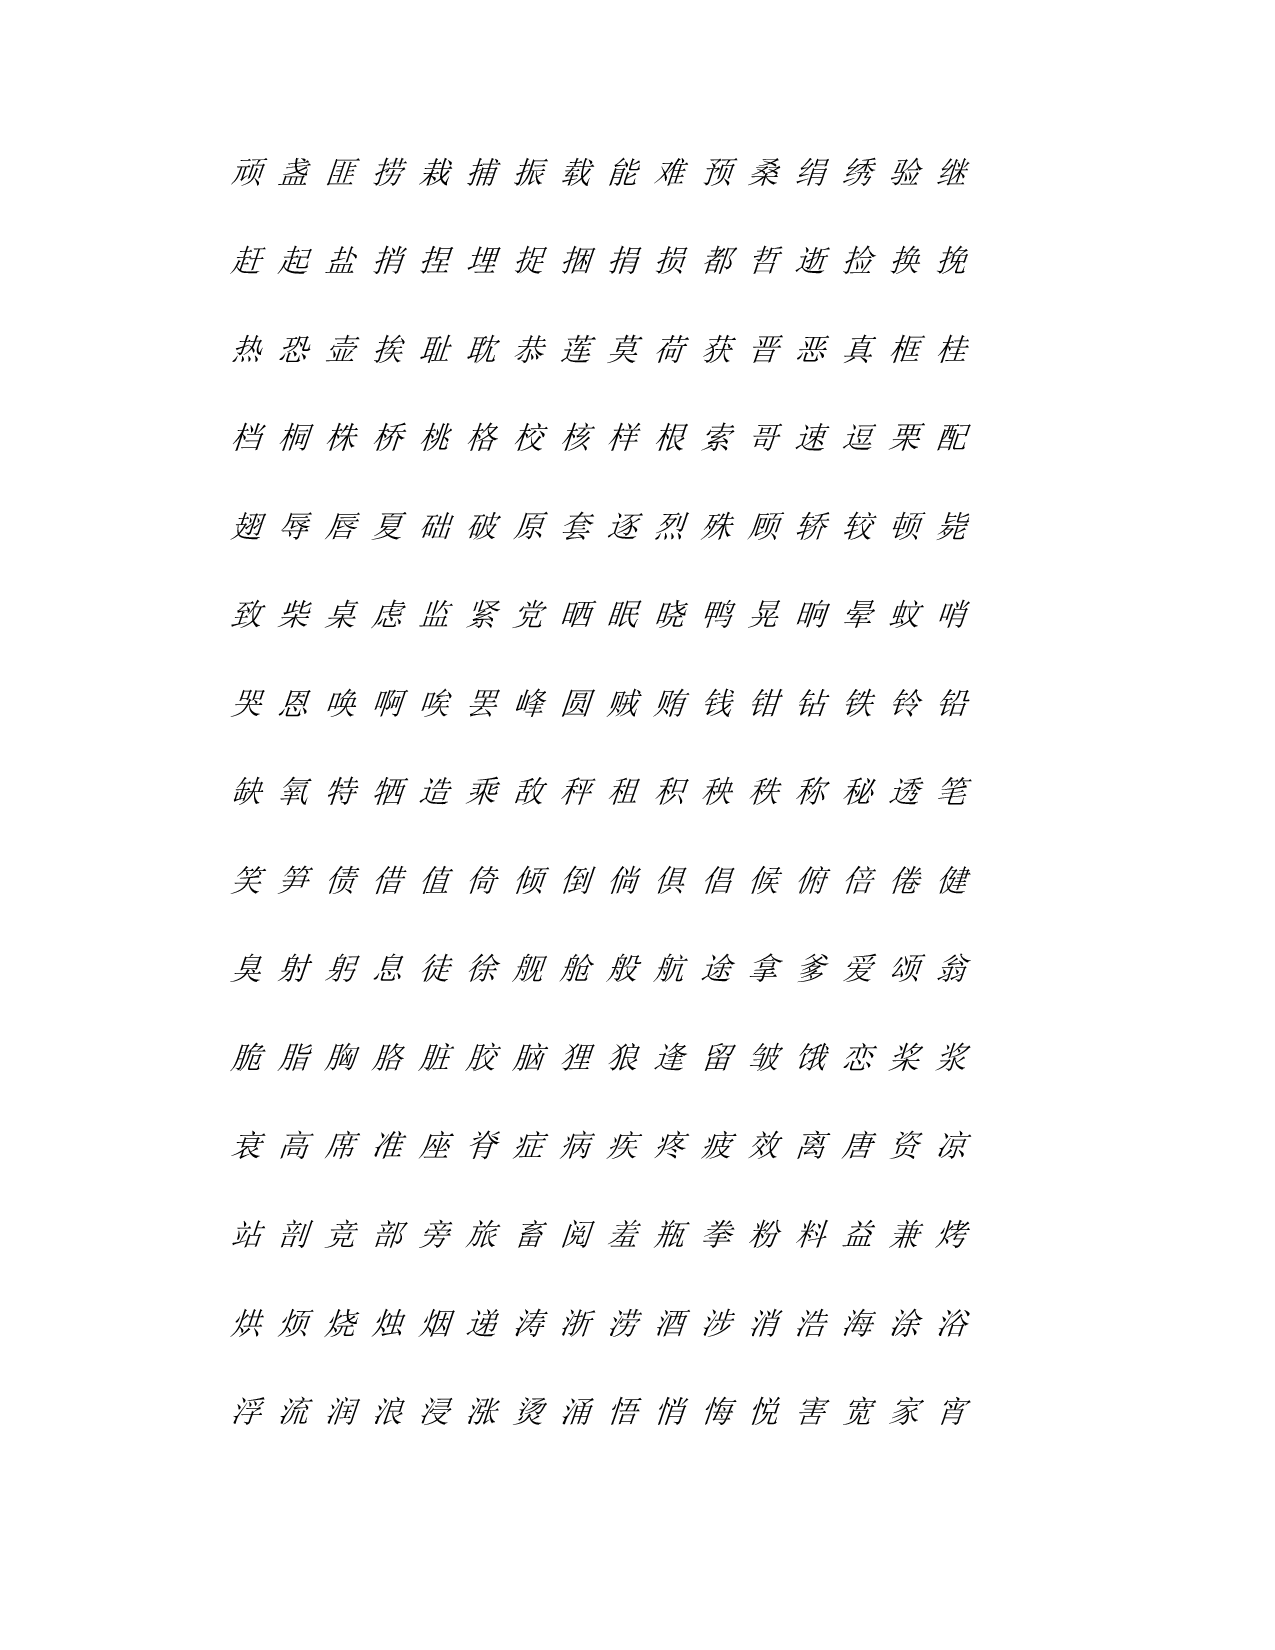 顽 盏 匪 捞 栽 捕 振 载 能 难 预 桑 绢 绣 验 继
赶 起 盐 捎 捏 埋 捉 捆 捐 损 都 哲 逝 捡 换 挽
热 恐 壶 挨 耻 耽 恭 莲 莫 荷 获 晋 恶 真 框 桂
档 桐 株 桥 桃 格 校 核 样 根 索 哥 速 逗 栗 配
翅 辱 唇 夏 础 破 原 套 逐 烈 殊 顾 轿 较 顿 毙
致 柴 桌 虑 监 紧 党 晒 眠 晓 鸭 晃 晌 晕 蚊 哨
哭 恩 唤 啊 唉 罢 峰 圆 贼 贿 钱 钳 钻 铁 铃 铅
缺 氧 特 牺 造 乘 敌 秤 租 积 秧 秩 称 秘 透 笔
笑 笋 债 借 值 倚 倾 倒 倘 俱 倡 候 俯 倍 倦 健
臭 射 躬 息 徒 徐 舰 舱 般 航 途 拿 爹 爱 颂 翁
脆 脂 胸 胳 脏 胶 脑 狸 狼 逢 留 皱 饿 恋 桨 浆
衰 高 席 准 座 脊 症 病 疾 疼 疲 效 离 唐 资 凉
站 剖 竞 部 旁 旅 畜 阅 羞 瓶 拳 粉 料 益 兼 烤
烘 烦 烧 烛 烟 递 涛 浙 涝 酒 涉 消 浩 海 涂 浴
浮 流 润 浪 浸 涨 烫 涌 悟 悄 悔 悦 害 宽 家 宵